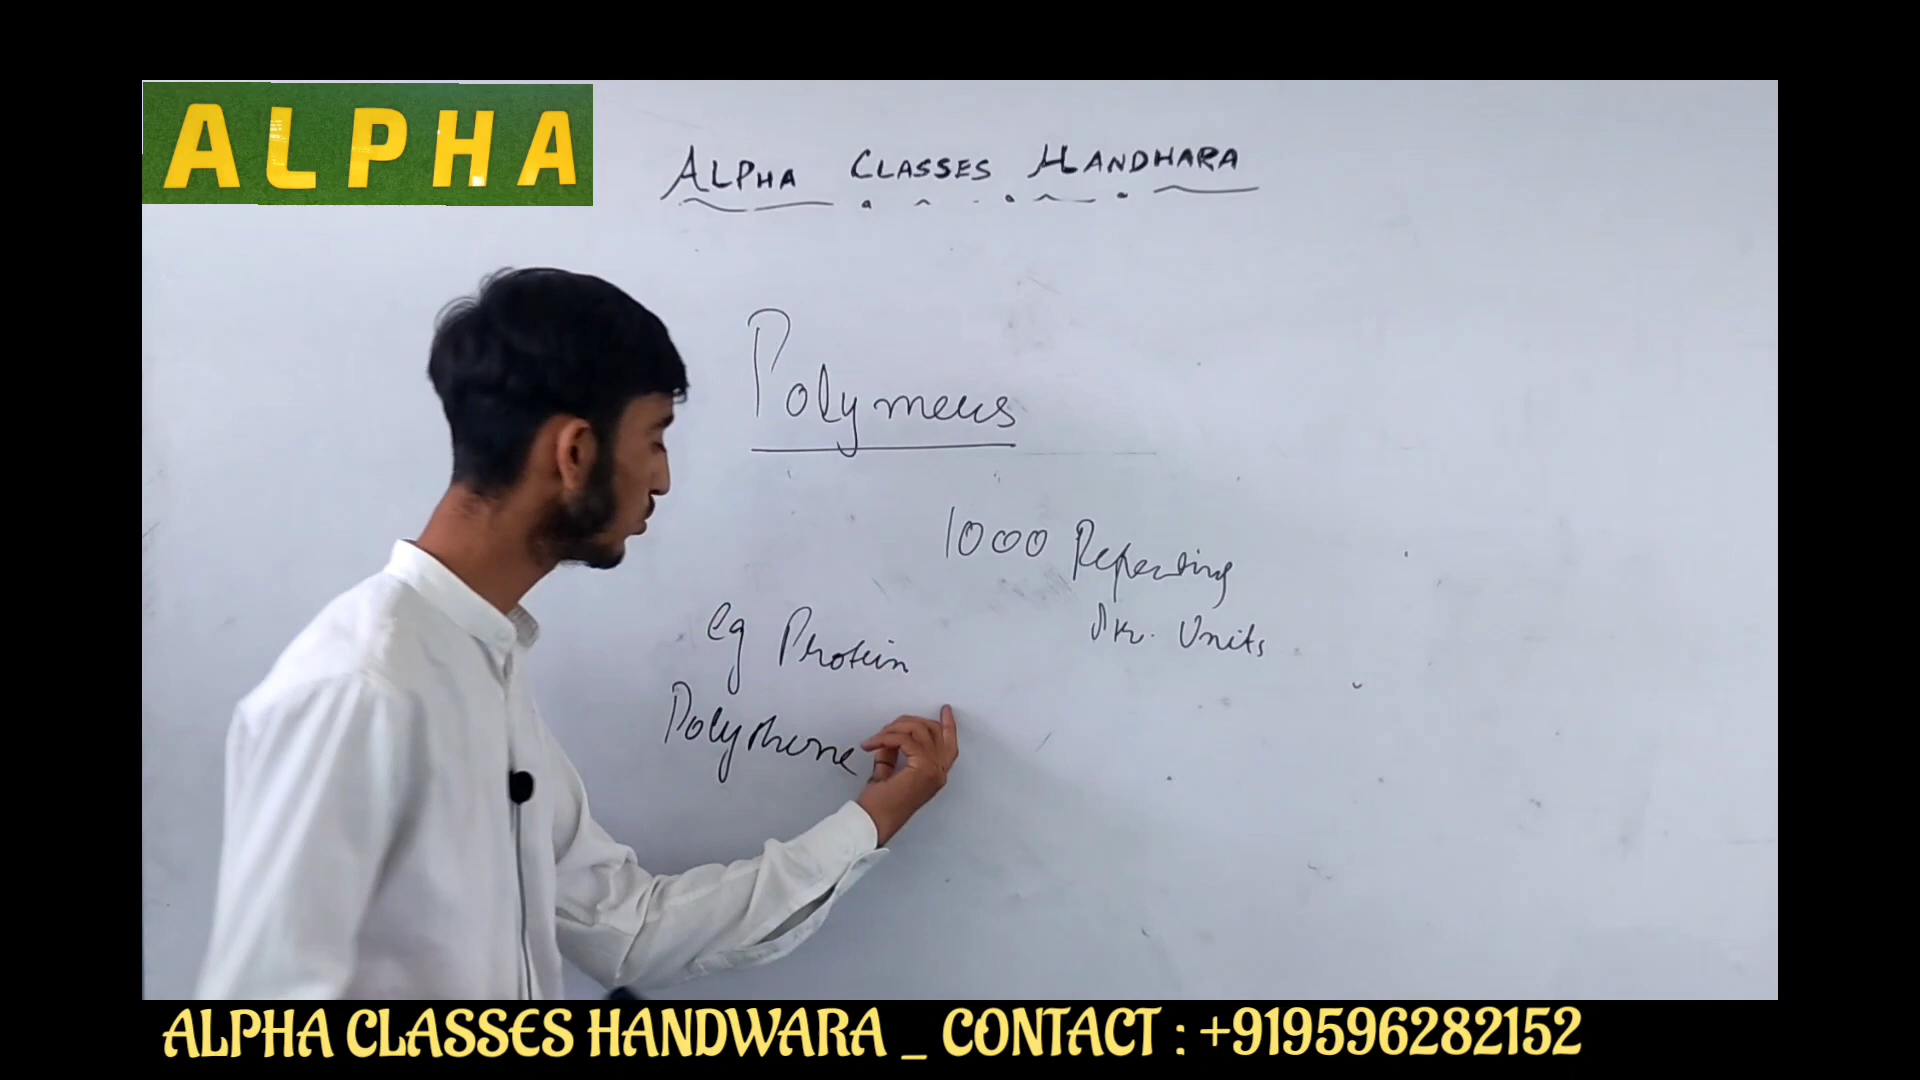 ALPHA
ALPHA CLASSES HANDHARA
Polymers
1000 Repeating
Str. Units
eg Protein
Polythene
ALPHA CLASSES HANDWARA _ CONTACT : +919596282152